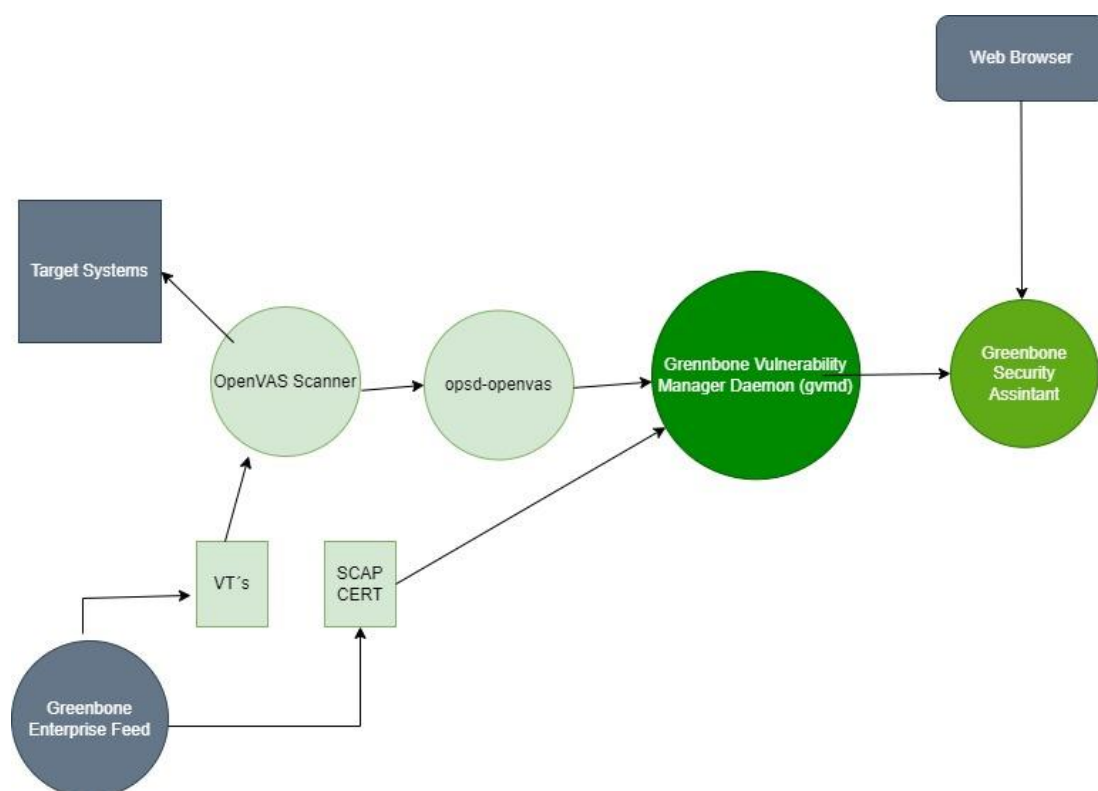 Web Browser
Target Systems
OpenVAS Scanner
opsd-openvas
Grennbone Vulnerability
Manager Daemon (gvmd)
Greenbone
Security
Assintant
VT´s
SCAP
CERT
Greenbone
Enterprise Feed